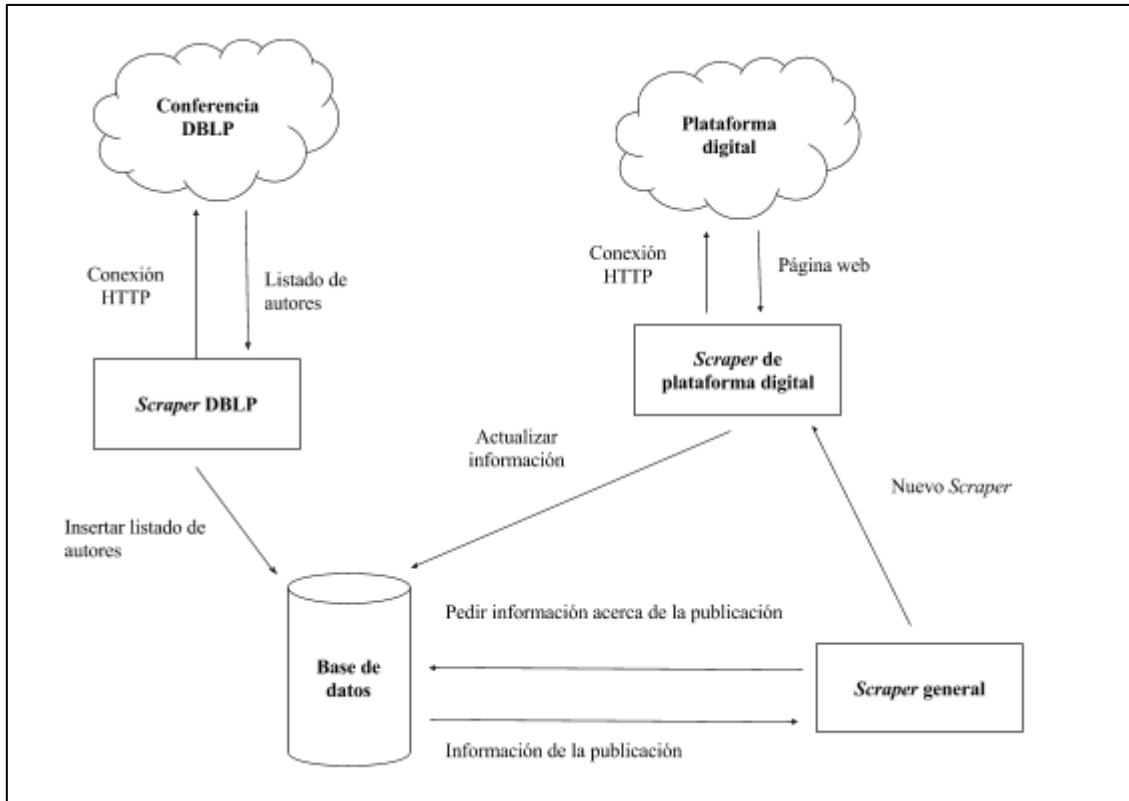 Conferencia
DBLP
Plataforma
digital
Conexión
HTTP
Listado de
autores
Conexión
HTTP
Página web
Scraper DBLP
Scraper de
plataforma digital
Actualizar
información
Nuevo Scraper
Insertar listado de
autores
Pedir información acerca de la publicación
Base de
datos
Scraper general
Información de la publicación